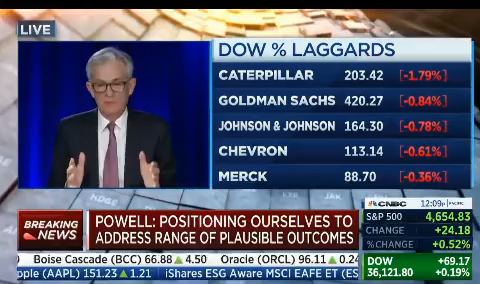 LIVE
DOW % LAGGARDS
CATERPILLAR 203.42 [-1.79%]
GOLDMAN SACHS 420.27 [-0.84%]
JOHNSON & JOHNSON 164.30 [-0.78%]
CHEVRON 113.14 [-0.61%]
MERCK 88.70 [-0.36%]
BREAKING NEWS
POWELL: POSITIONING OURSELVES TO
ADDRESS RANGE OF PLAUSIBLE OUTCOMES
CNBC 12:09p
S&P 500 4,654.83
CHANGE +24.18
%CHANGE +0.52%
DOW +69.17
36,121.80 +0.19%
Boise Cascade (BCC) 66.88 ▲ 4.50 Oracle (ORCL) 96.11 ▲ 0.24
pple (AAPL) 151.23 ▲ 1.21 iShares ESG Aware MSCI EAFE ET (ES